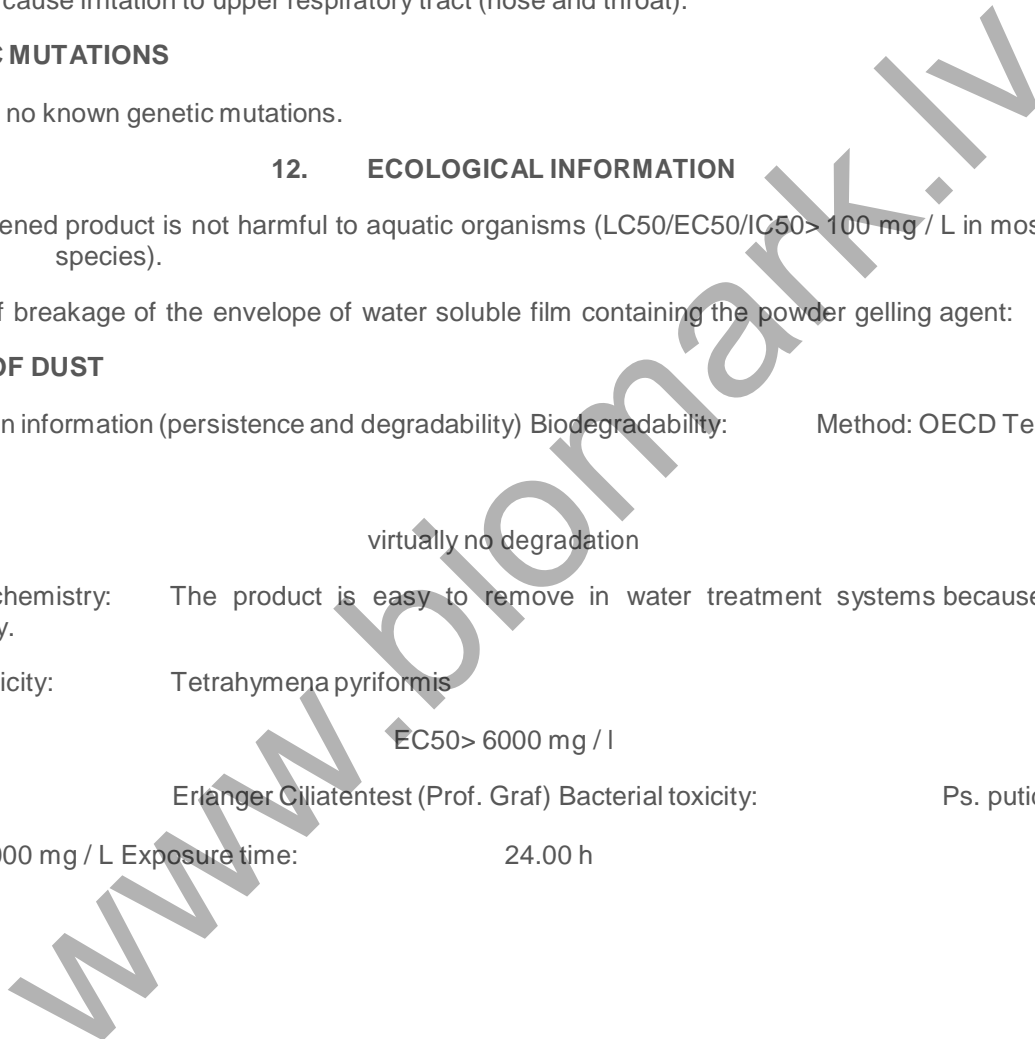 cause irritation to upper respiratory tract (nose and throat).
C MUTATIONS
no known genetic mutations.
12. ECOLOGICAL INFORMATION
ened product is not harmful to aquatic organisms (LC50/EC50/IC50> 100 mg / L in mos
species).
f breakage of the envelope of water soluble film containing the powder gelling agent:
OF DUST
n information (persistence and degradability) Biodegradability: Method: OECD Te
virtually no degradation
chemistry: The product is easy to remove in water treatment systems because
y.
icity: Tetrahymena pyriformis
EC50> 6000 mg / l
Erlanger Ciliatentest (Prof. Graf) Bacterial toxicity: Ps. putid
000 mg / L Exposure time: 24.00 h
www.biomark.lv